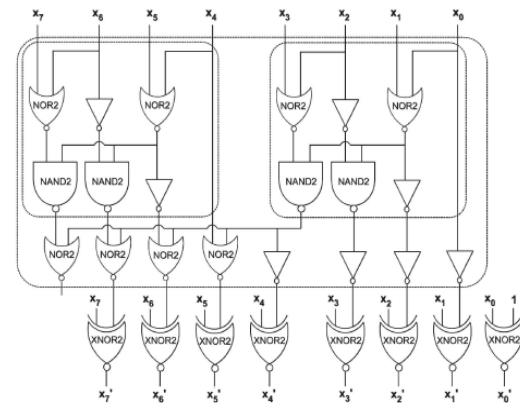 x7 x6 x5 x4 x3 x2 x1 x0
NOR2 NOR2 NOR2 NOR2
NAND2 NAND2 NAND2 NAND2
NOR2 NOR2 NOR2 NOR2
x7 x6 x5 x4 x3 x2 x1 x0 1
XNOR2 XNOR2 XNOR2 XNOR2 XNOR2 XNOR2 XNOR2 XNOR2
x7' x6' x5' x4' x3' x2' x1' x0'